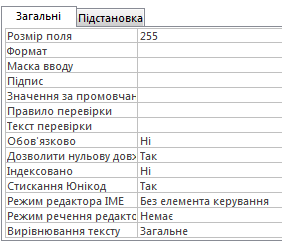 Загальні Підстановка
Розмір поля 255
Формат
Маска вводу
Підпис
Значення за промовчан
Правило перевірки
Текст перевірки
Обов'язково Ні
Дозволити нульову довж Так
Індексовано Ні
Стискання Юнікод Так
Режим редактора IME Без елемента керування
Режим речення редакто Немає
Вирівнювання тексту Загальне